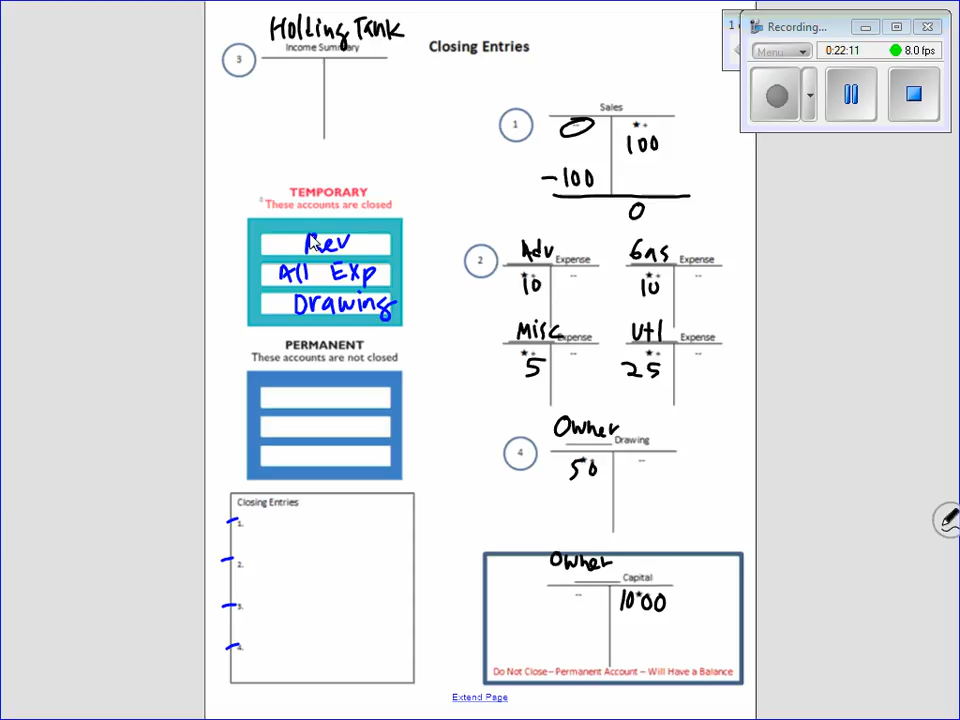 Holling Tank
Income Summary
3
Closing Entries
Recording...
Menu
0:22:11
8.0 fps
1
Sales
0
100
-100
0
TEMPORARY
These accounts are closed
Rev
All Exp
Drawing
2
Adv Expense
10
Gas Expense
10
Misc Expense
5
Utl Expense
25
PERMANENT
These accounts are not closed
4
Owner Drawing
50
Closing Entries
1.
2.
3.
4.
Owner Capital
1000
Do Not Close – Permanent Account – Will Have a Balance
Extend Page